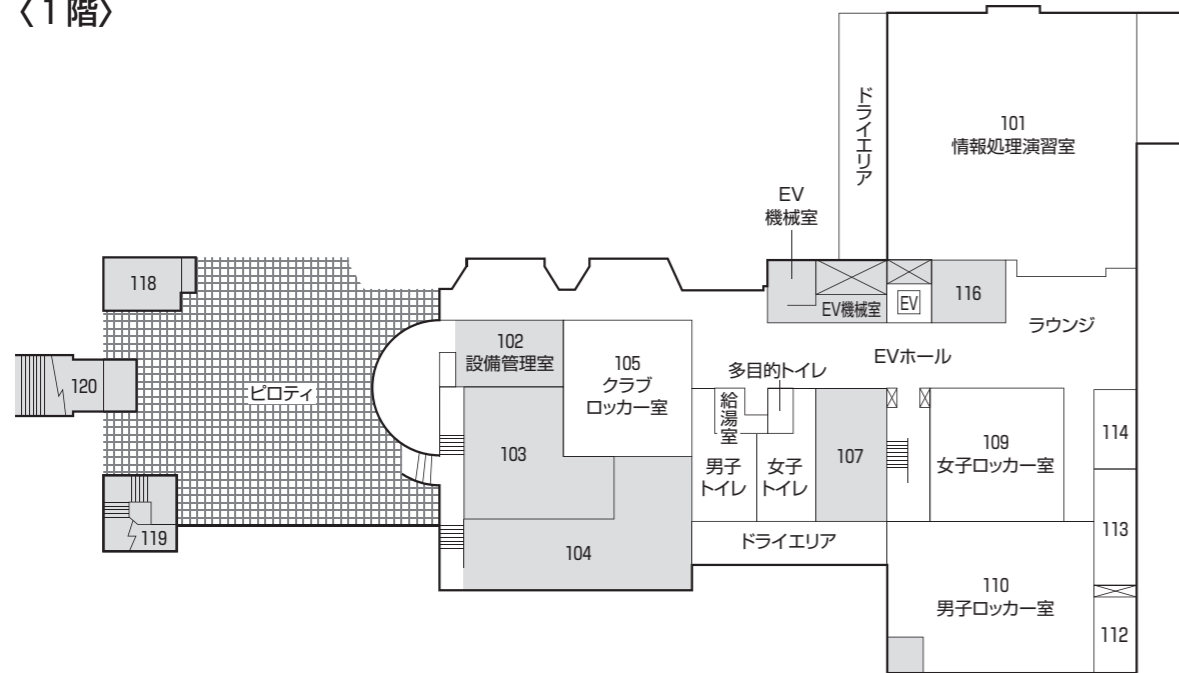 〈1階〉
ドライエリア
101
情報処理演習室
EV
機械室
118
EV機械室
EV
116
ラウンジ
102
設備管理室
105
クラブ
ロッカー室
EVホール
多目的トイレ
120
ピロティ
給湯室
103
男子
トイレ
女子
トイレ
107
109
女子ロッカー室
114
119
104
ドライエリア
113
110
男子ロッカー室
112